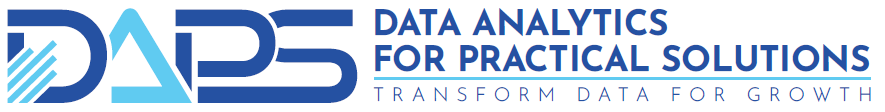 DAPS
DATA ANALYTICS
FOR PRACTICAL SOLUTIONS
TRANSFORM DATA FOR GROWTH